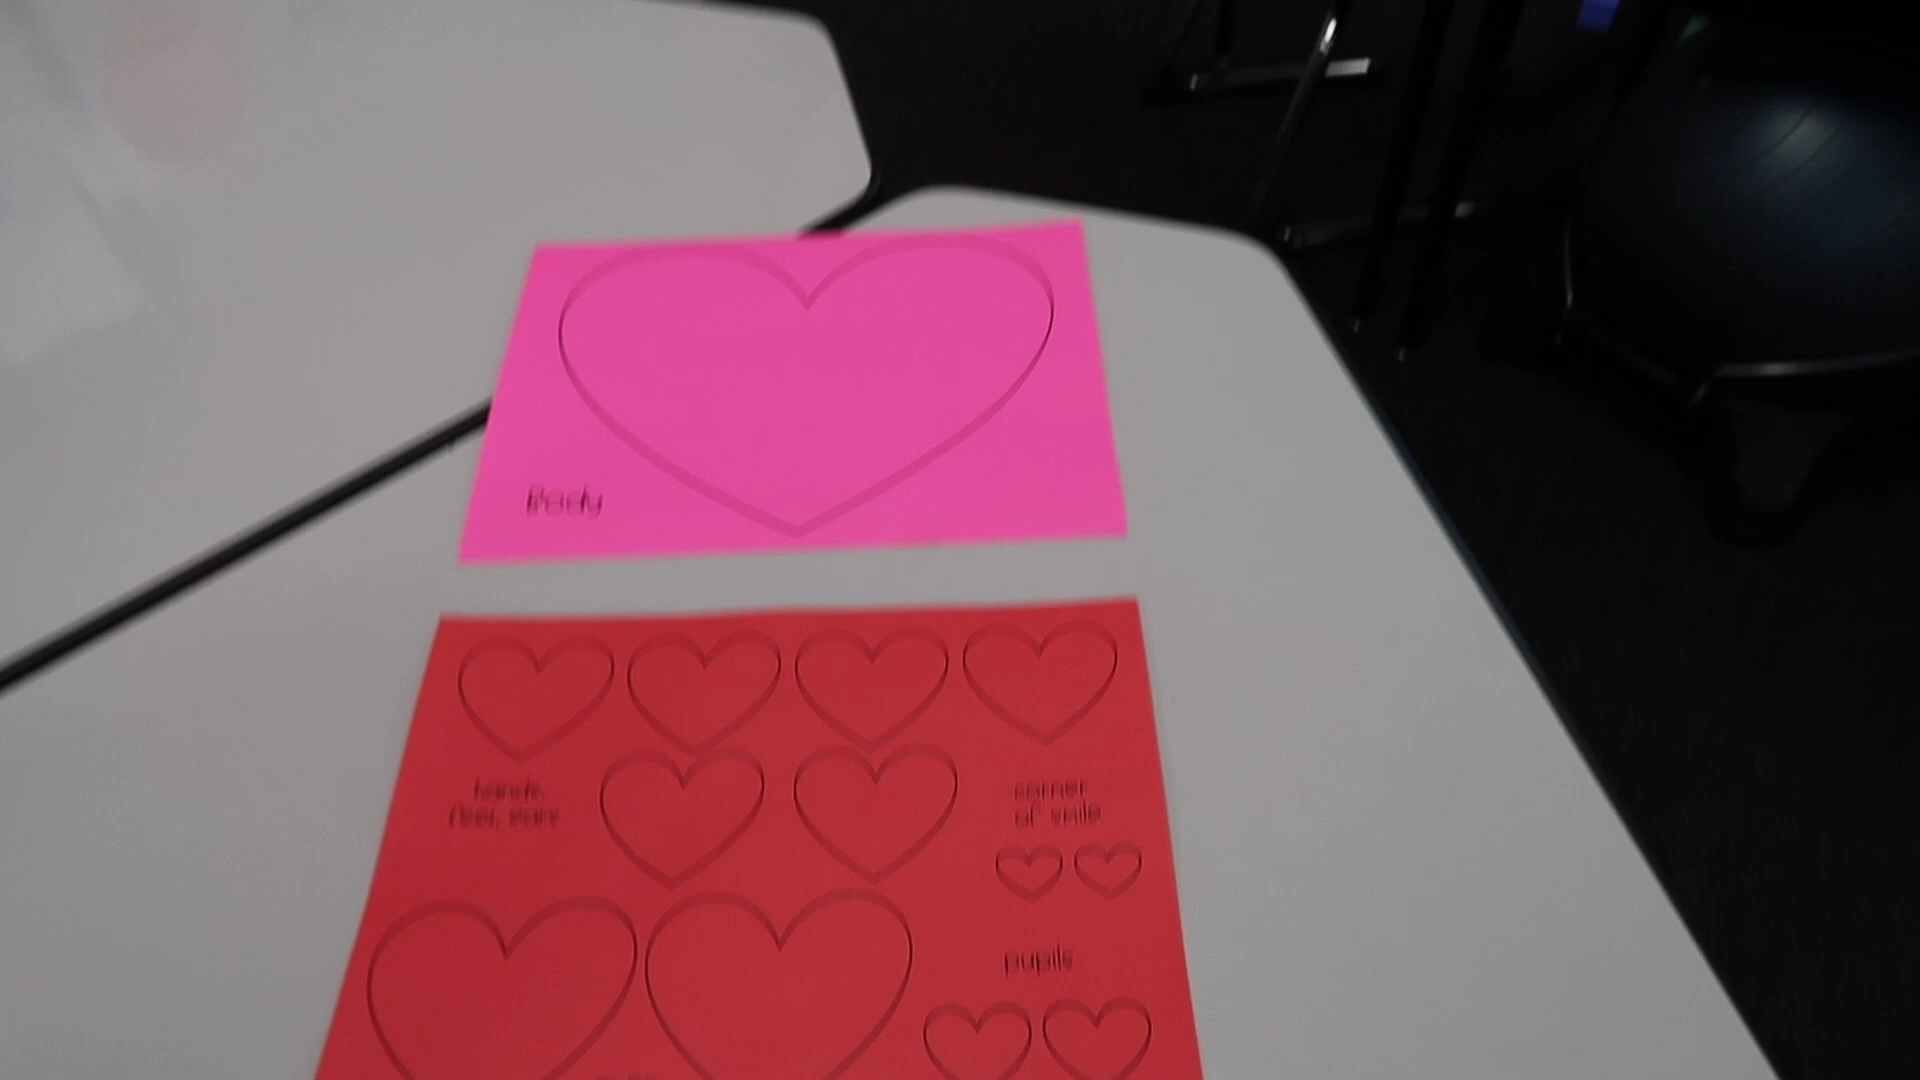 Body
hands,
feet, ears
corner
of smile
pupils